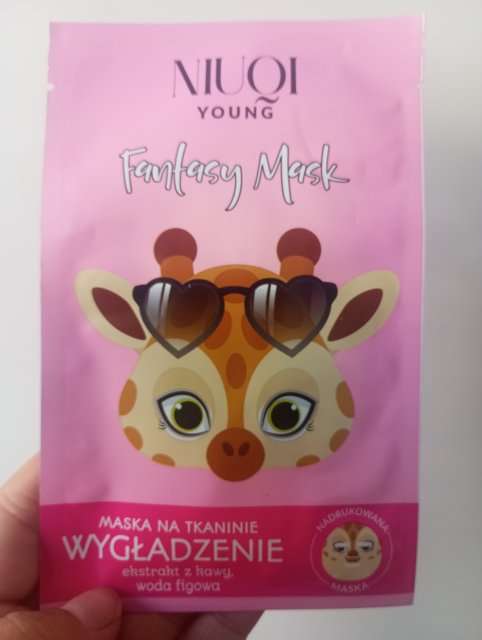 NIUQI
YOUNG
Fantasy Mask
MASKA NA TKANINIE
WYGŁADZENIE
ekstrakt z kawy,
woda figowa
NADRUKOWANA
MASKA